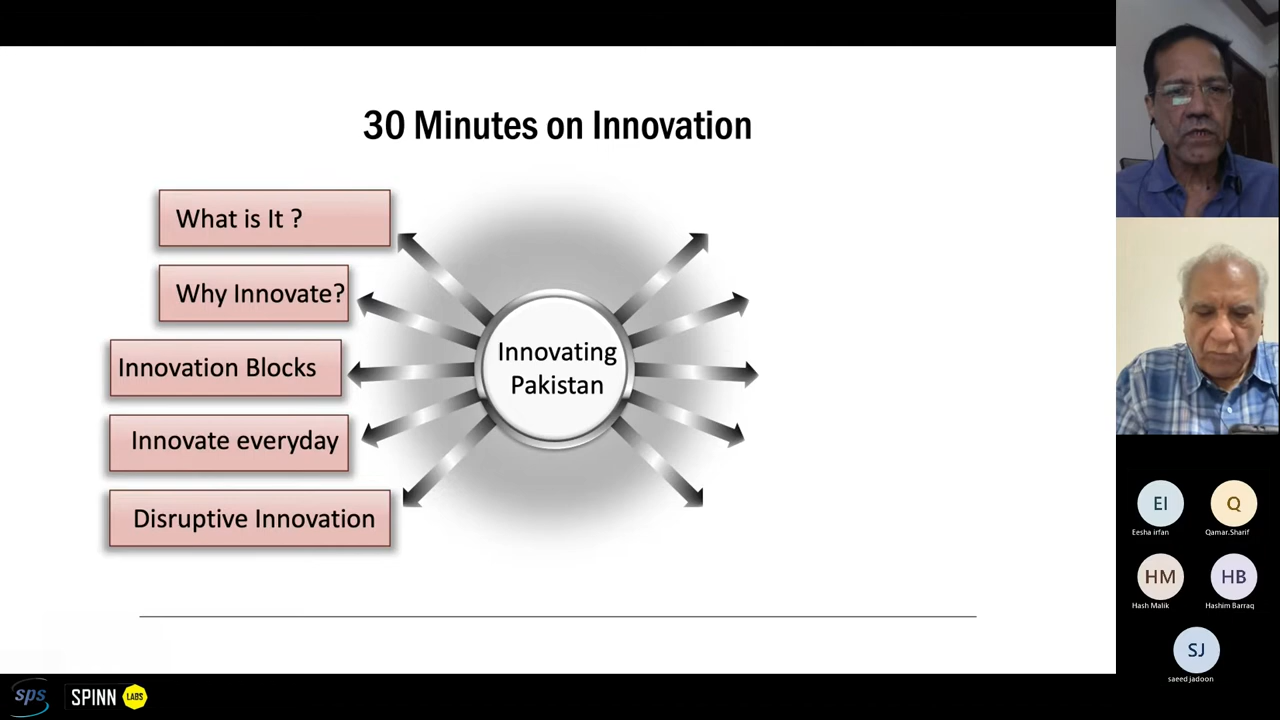 30 Minutes on Innovation
What is It ?
Why Innovate?
Innovation Blocks
Innovate everyday
Disruptive Innovation
Innovating
Pakistan
EI
Eesha irfan
Q
Qamar.Sharif
HM
Hash Malik
HB
Hashim Barraq
SJ
saeed jadoon
sps
SPINN LABS